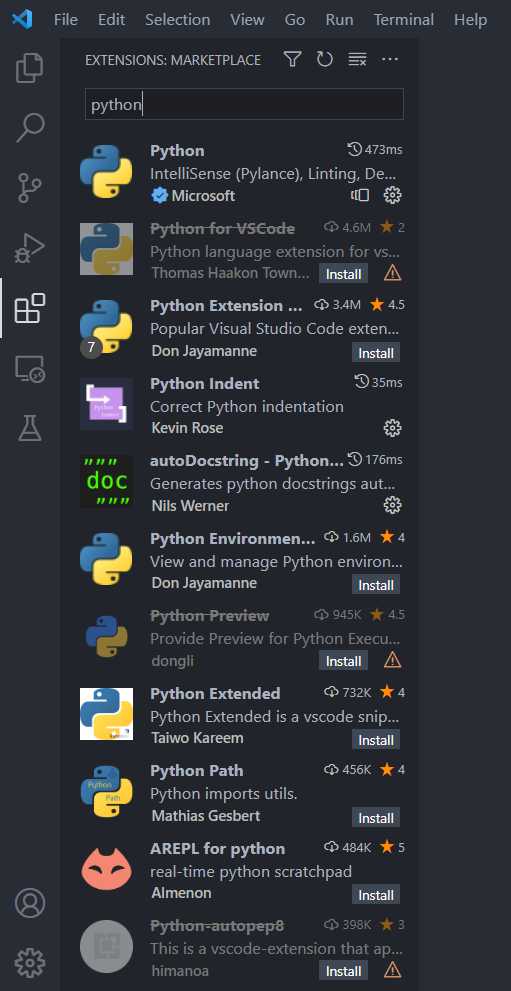 File Edit Selection View Go Run Terminal Help
EXTENSIONS: MARKETPLACE
python
Python 473ms
IntelliSense (Pylance), Linting, De...
Microsoft
Python for VSCode 4.6M 2
Python language extension for vs...
Thomas Haakon Town... Install
Python Extension ... 3.4M 4.5
Popular Visual Studio Code exten...
7
Don Jayamanne Install
Python Indent 35ms
Correct Python indentation
Python
Indent
Kevin Rose
autoDocstring - Python... 176ms
"""
doc
"""
Generates python docstrings aut...
Nils Werner
Python Environmen... 1.6M 4
View and manage Python environ...
Don Jayamanne Install
Python Preview 945K 4.5
Provide Preview for Python Execu...
dongli Install
Python Extended 732K 4
Python Extended is a vscode snip...
Taiwo Kareem Install
Python Path 456K 4
Python
Path
Python imports utils.
Mathias Gesbert Install
AREPL for python 484K 5
real-time python scratchpad
Almenon Install
Python-autopep8 398K 3
This is a vscode-extension that ap...
himanoa Install